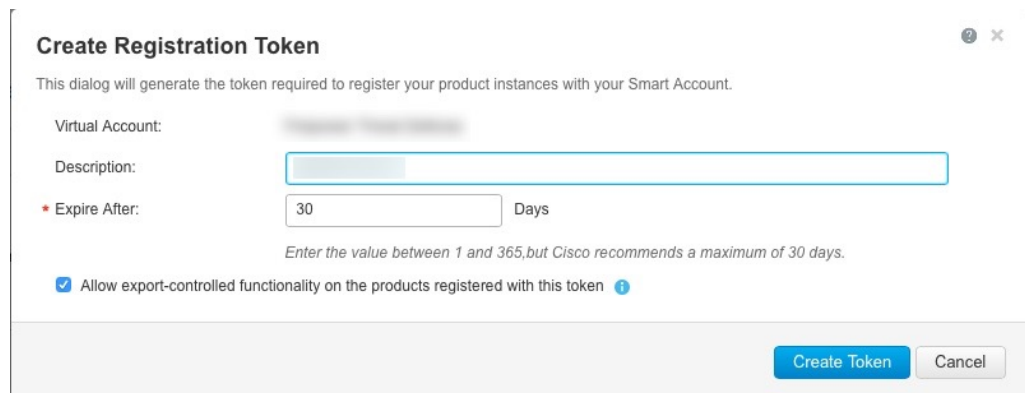 Create Registration Token
This dialog will generate the token required to register your product instances with your Smart Account.
Virtual Account:
Description:
* Expire After: 30 Days
Enter the value between 1 and 365,but Cisco recommends a maximum of 30 days.
Allow export-controlled functionality on the products registered with this token
Create Token Cancel